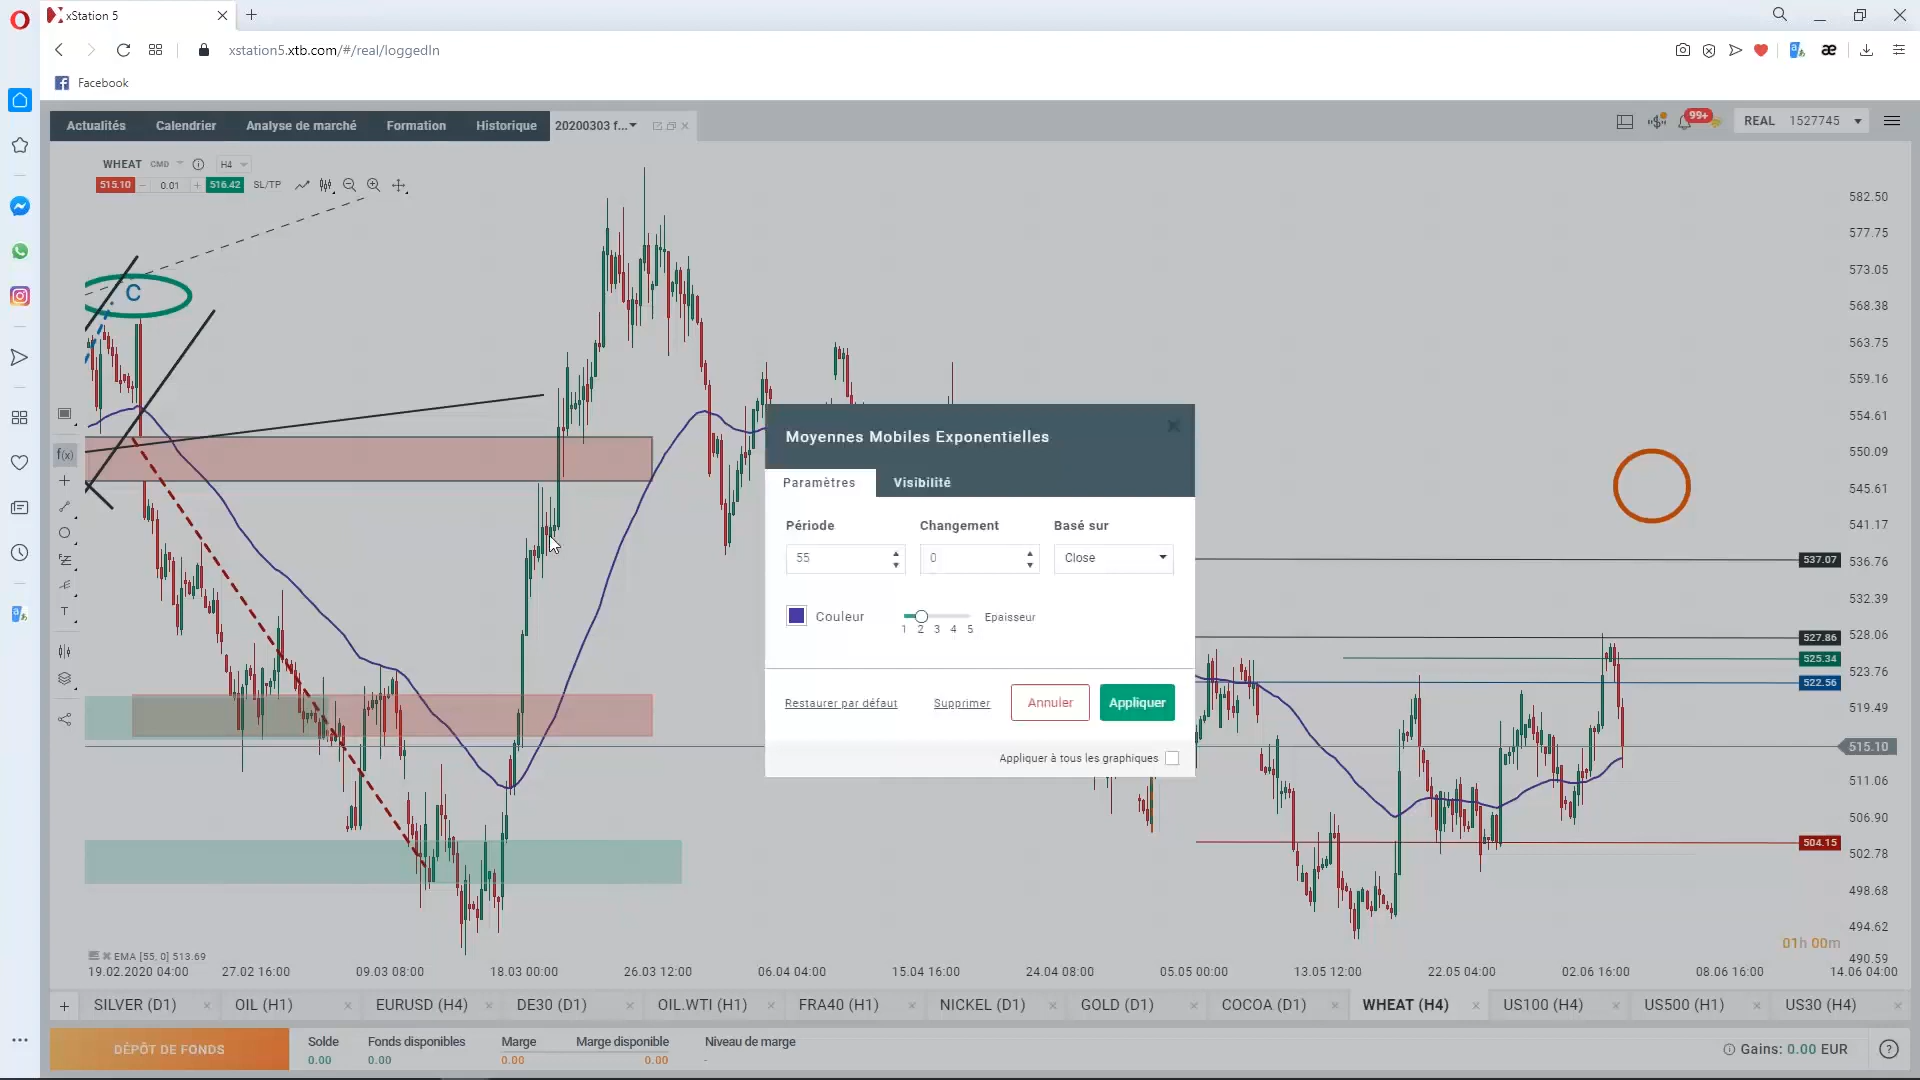 xStation 5
xstation5.xtb.com/#/real/loggedIn
Facebook
Actualités Calendrier Analyse de marché Formation Historique 20200303 f...
99+ REAL 1527745
WHEAT CMD H4
515.10 0.01 516.42 SL/TP
C
f(x)
T
582.50
577.75
573.05
568.38
563.75
559.16
554.61
550.09
545.61
541.17
537.07
536.76
532.39
528.06
527.86
525.34
523.76
522.56
519.49
515.10
511.06
506.90
504.15
502.78
498.68
494.62
490.59
Moyennes Mobiles Exponentielles
Paramètres Visibilité
Période Changement Basé sur
55 0 Close
Couleur Epaisseur
1 2 3 4 5
Restaurer par défaut Supprimer Annuler Appliquer
Appliquer à tous les graphiques
01h 00m
EMA [55, 0] 513.69
19.02.2020 04:00 27.02 16:00 09.03 08:00 18.03 00:00 26.03 12:00 06.04 04:00 15.04 16:00 24.04 08:00 05.05 00:00 13.05 12:00 22.05 04:00 02.06 16:00 08.06 16:00 14.06 04:00
SILVER (D1) OIL (H1) EURUSD (H4) DE30 (D1) OIL.WTI (H1) FRA40 (H1) NICKEL (D1) GOLD (D1) COCOA (D1) WHEAT (H4) US100 (H4) US500 (H1) US30 (H4)
DÉPÔT DE FONDS
Solde Fonds disponibles Marge Marge disponible Niveau de marge
0.00 0.00 0.00 0.00 -
Gains: 0.00 EUR